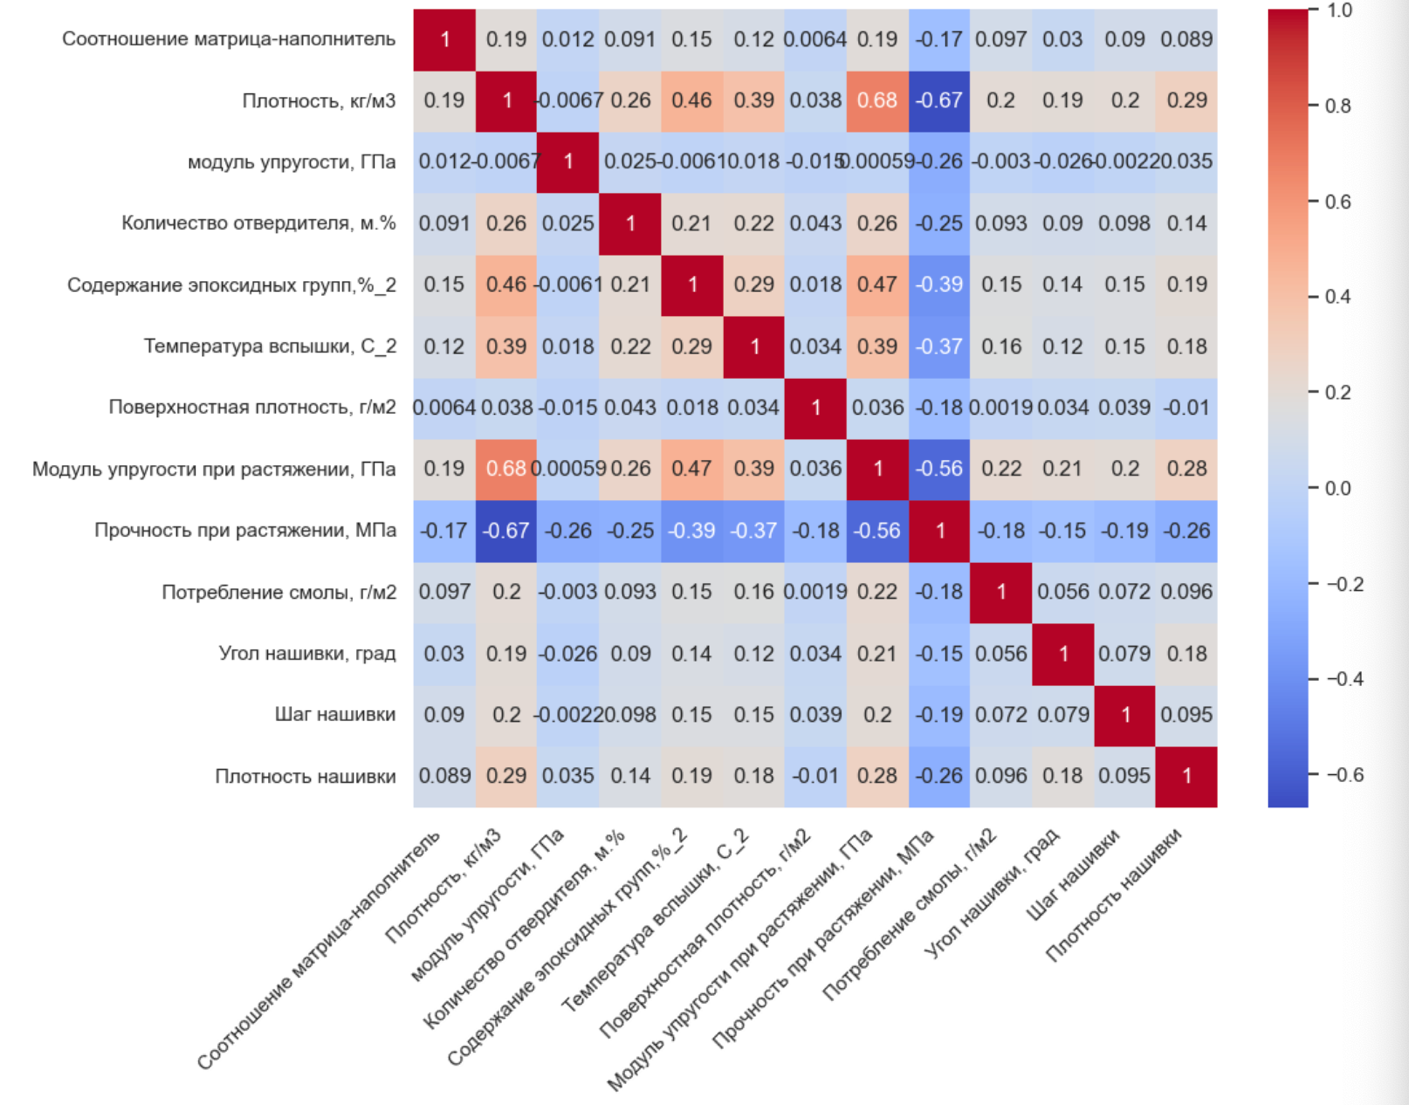 Соотношение матрица-наполнитель 1 0.19 0.012 0.091 0.15 0.12 0.0064 0.19 -0.17 0.097 0.03 0.09 0.089
Плотность, кг/м3 0.19 1 -0.0067 0.26 0.46 0.39 0.038 0.68 -0.67 0.2 0.19 0.2 0.29
модуль упругости, ГПа 0.012 -0.0067 1 0.025 -0.0061 0.018 -0.015 0.00059 -0.26 -0.003 -0.026 -0.0022 0.035
Количество отвердителя, м.% 0.091 0.26 0.025 1 0.21 0.22 0.043 0.26 -0.25 0.093 0.09 0.098 0.14
Содержание эпоксидных групп,%_2 0.15 0.46 -0.0061 0.21 1 0.29 0.018 0.47 -0.39 0.15 0.14 0.15 0.19
Температура вспышки, С_2 0.12 0.39 0.018 0.22 0.29 1 0.034 0.39 -0.37 0.16 0.12 0.15 0.18
Поверхностная плотность, г/м2 0.0064 0.038 -0.015 0.043 0.018 0.034 1 0.036 -0.18 0.0019 0.034 0.039 -0.01
Модуль упругости при растяжении, ГПа 0.19 0.68 0.00059 0.26 0.47 0.39 0.036 1 -0.56 0.22 0.21 0.2 0.28
Прочность при растяжении, МПа -0.17 -0.67 -0.26 -0.25 -0.39 -0.37 -0.18 -0.56 1 -0.18 -0.15 -0.19 -0.26
Потребление смолы, г/м2 0.097 0.2 -0.003 0.093 0.15 0.16 0.0019 0.22 -0.18 1 0.056 0.072 0.096
Угол нашивки, град 0.03 0.19 -0.026 0.09 0.14 0.12 0.034 0.21 -0.15 0.056 1 0.079 0.18
Шаг нашивки 0.09 0.2 -0.0022 0.098 0.15 0.15 0.039 0.2 -0.19 0.072 0.079 1 0.095
Плотность нашивки 0.089 0.29 0.035 0.14 0.19 0.18 -0.01 0.28 -0.26 0.096 0.18 0.095 1
Соотношение матрица-наполнитель
Плотность, кг/м3
модуль упругости, ГПа
Количество отвердителя, м.%
Содержание эпоксидных групп,%_2
Температура вспышки, С_2
Поверхностная плотность, г/м2
Модуль упругости при растяжении, ГПа
Прочность при растяжении, МПа
Потребление смолы, г/м2
Угол нашивки, град
Шаг нашивки
Плотность нашивки
1.0
0.8
0.6
0.4
0.2
0.0
−0.2
−0.4
−0.6